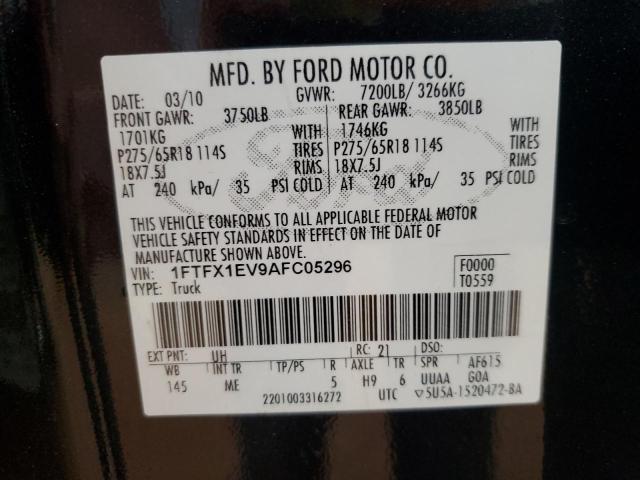 MFD. BY FORD MOTOR CO.
DATE: 03/10 GVWR: 7200LB/ 3266KG
FRONT GAWR: 3750LB REAR GAWR: 3850LB
1701KG WITH 1746KG WITH
P275/65R18 114S TIRES P275/65R18 114S TIRES
18X7.5J RIMS 18X7.5J RIMS
AT 240 kPa/ 35 PSI COLD AT 240 kPa/ 35 PSI COLD
Ford
THIS VEHICLE CONFORMS TO ALL APPLICABLE FEDERAL MOTOR
VEHICLE SAFETY STANDARDS IN EFFECT ON THE DATE OF
MANUFACTURE SHOWN ABOVE.
VIN: 1FTFX1EV9AFC05296 F0000
TYPE: Truck T0559
EXT PNT: UH RC: 21 DSO:
WB INT TR TP/PS R AXLE TR SPR AF615
145 ME 5 H9 6 UUAA GOA
2201003316272 UTC ▽5U5A-1520472-BA